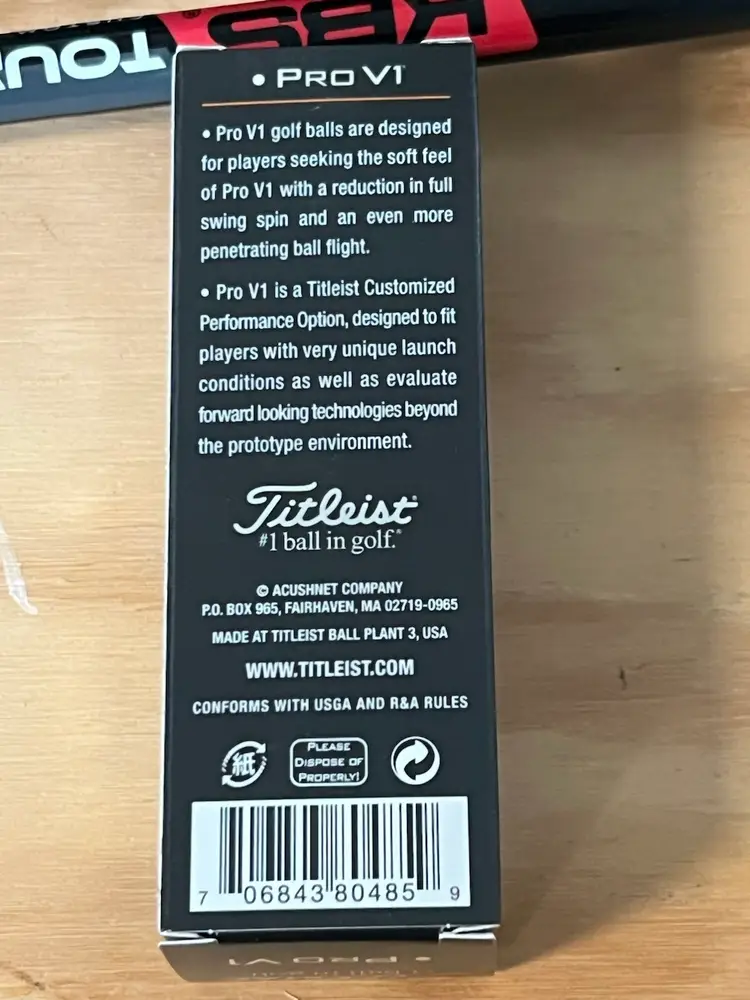 TOUR
KBS
• PRO V1
• Pro V1 golf balls are designed
for players seeking the soft feel
of Pro V1 with a reduction in full
swing spin and an even more
penetrating ball flight.
• Pro V1 is a Titleist Customized
Performance Option, designed to fit
players with very unique launch
conditions as well as evaluate
forward looking technologies beyond
the prototype environment.
Titleist®
#1 ball in golf.®
© ACUSHNET COMPANY
P.O. BOX 965, FAIRHAVEN, MA 02719-0965
MADE AT TITLEIST BALL PLANT 3, USA
WWW.TITLEIST.COM
CONFORMS WITH USGA AND R&A RULES
紙
PLEASE
DISPOSE OF
PROPERLY!
7 06843 80485 9
• PRO V1